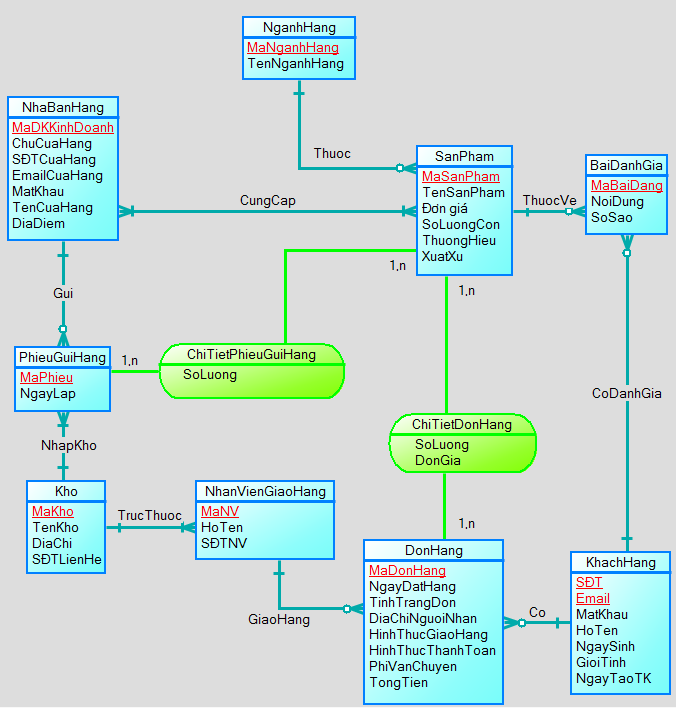 NganhHang
MaNganhHang
TenNganhHang
NhaBanHang
MaDKKinhDoanh
ChuCuaHang
SĐTCuaHang
EmailCuaHang
MatKhau
TenCuaHang
DiaDiem
Thuoc
SanPham
MaSanPham
TenSanPham
Đơn giá
SoLuongCon
ThuongHieu
XuatXu
BaiDanhGia
MaBaiDang
NoiDung
SoSao
CungCap
ThuocVe
Gui
1,n
1,n
PhieuGuiHang
MaPhieu
NgayLap
1,n
ChiTietPhieuGuiHang
SoLuong
CoDanhGia
ChiTietDonHang
SoLuong
DonGia
NhapKho
Kho
MaKho
TenKho
DiaChi
SĐTLienHe
TrucThuoc
NhanVienGiaoHang
MaNV
HoTen
SĐTNV
1,n
GiaoHang
DonHang
MaDonHang
NgayDatHang
TinhTrangDon
DiaChiNguoiNhan
HinhThucGiaoHang
HinhThucThanhToan
PhiVanChuyen
TongTien
Co
KhachHang
SĐT
Email
MatKhau
HoTen
NgaySinh
GioiTinh
NgayTaoTK